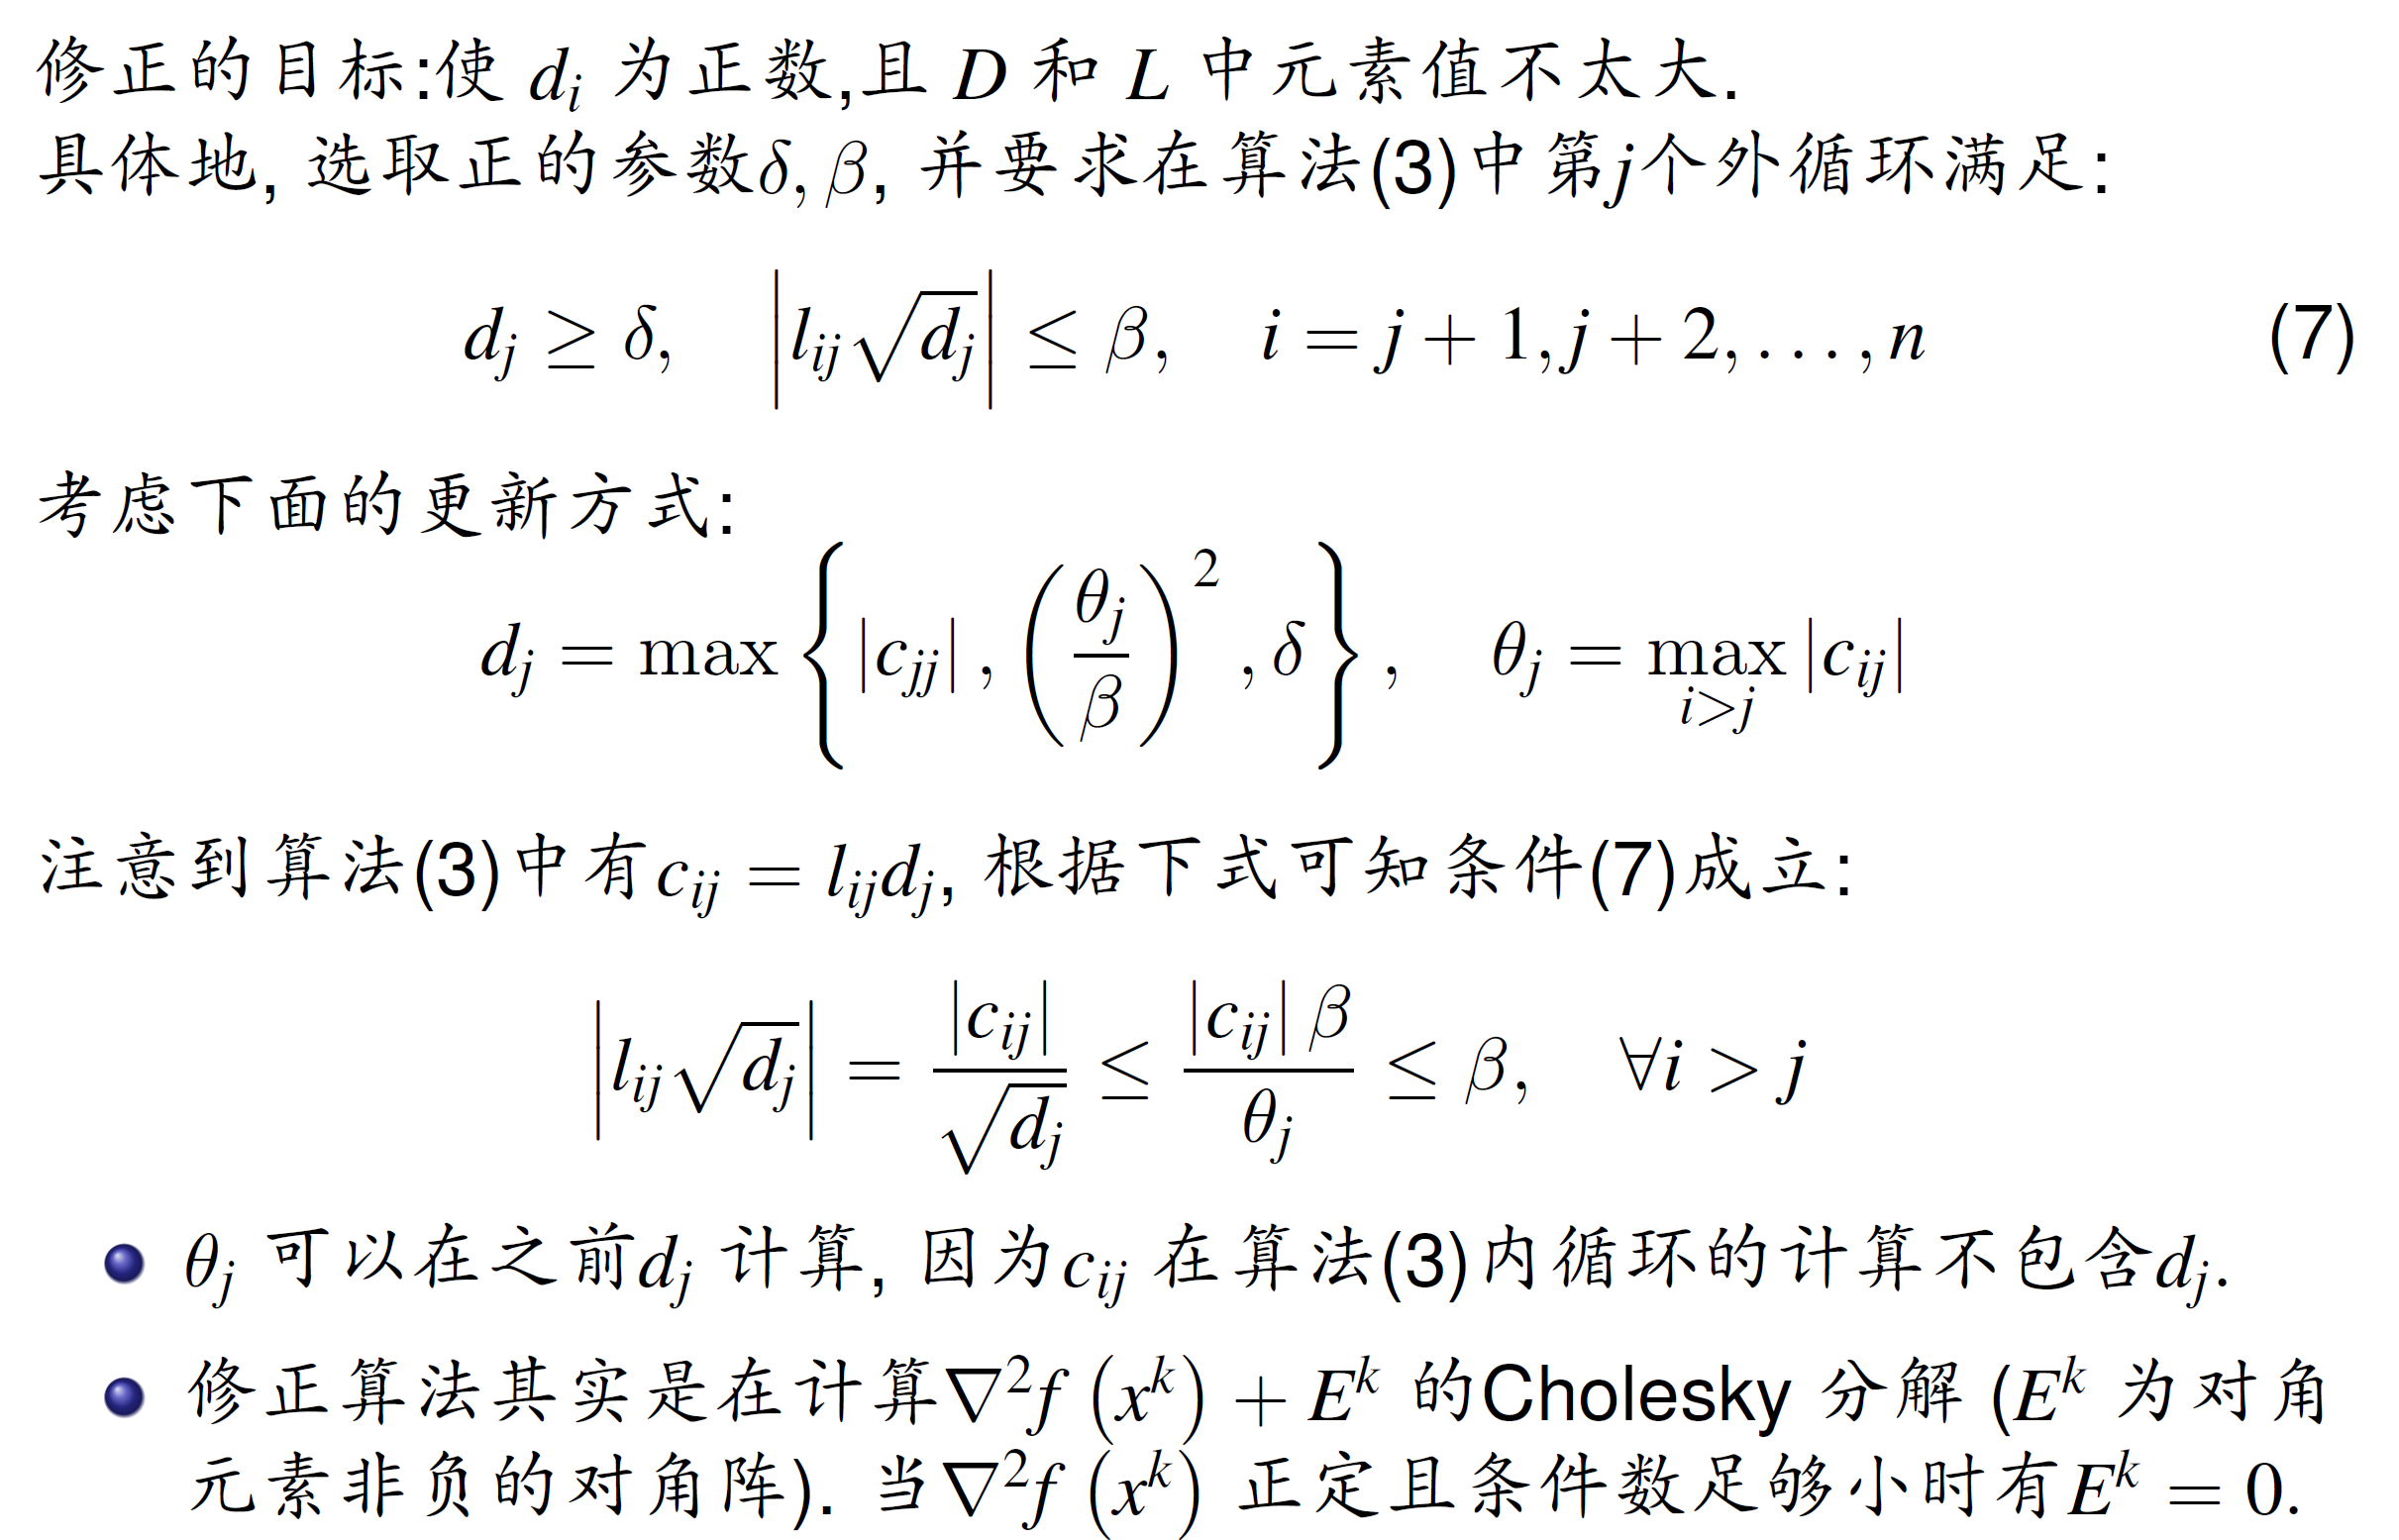 修正的目标:使 $d_i$ 为正数,且 $D$ 和 $L$ 中元素值不太大.
具体地, 选取正的参数$\delta, \beta$, 并要求在算法(3)中第$j$个外循环满足:
$d_j \geq \delta, \quad \left| l_{ij}\sqrt{d_j} \right| \leq \beta, \quad i = j+1, j+2, \ldots, n$ (7)
考虑下面的更新方式:
$d_j = \max \left\{ |c_{jj}|, \left( \frac{\theta_j}{\beta} \right)^2, \delta \right\}, \quad \theta_j = \max_{i>j} |c_{ij}|$
注意到算法(3)中有$c_{ij} = l_{ij}d_j$, 根据下式可知条件(7)成立:
$\left| l_{ij}\sqrt{d_j} \right| = \frac{|c_{ij}|}{\sqrt{d_j}} \leq \frac{|c_{ij}| \beta}{\theta_j} \leq \beta, \quad \forall i > j$
$\theta_j$ 可以在之前$d_j$ 计算, 因为$c_{ij}$ 在算法(3)内循环的计算不包含$d_j$.
修正算法其实是在计算$\nabla^2 f(x^k) + E^k$ 的Cholesky 分解 ($E^k$ 为对角
元素非负的对角阵). 当$\nabla^2 f(x^k)$ 正定且条件数足够小时有$E^k = 0$.